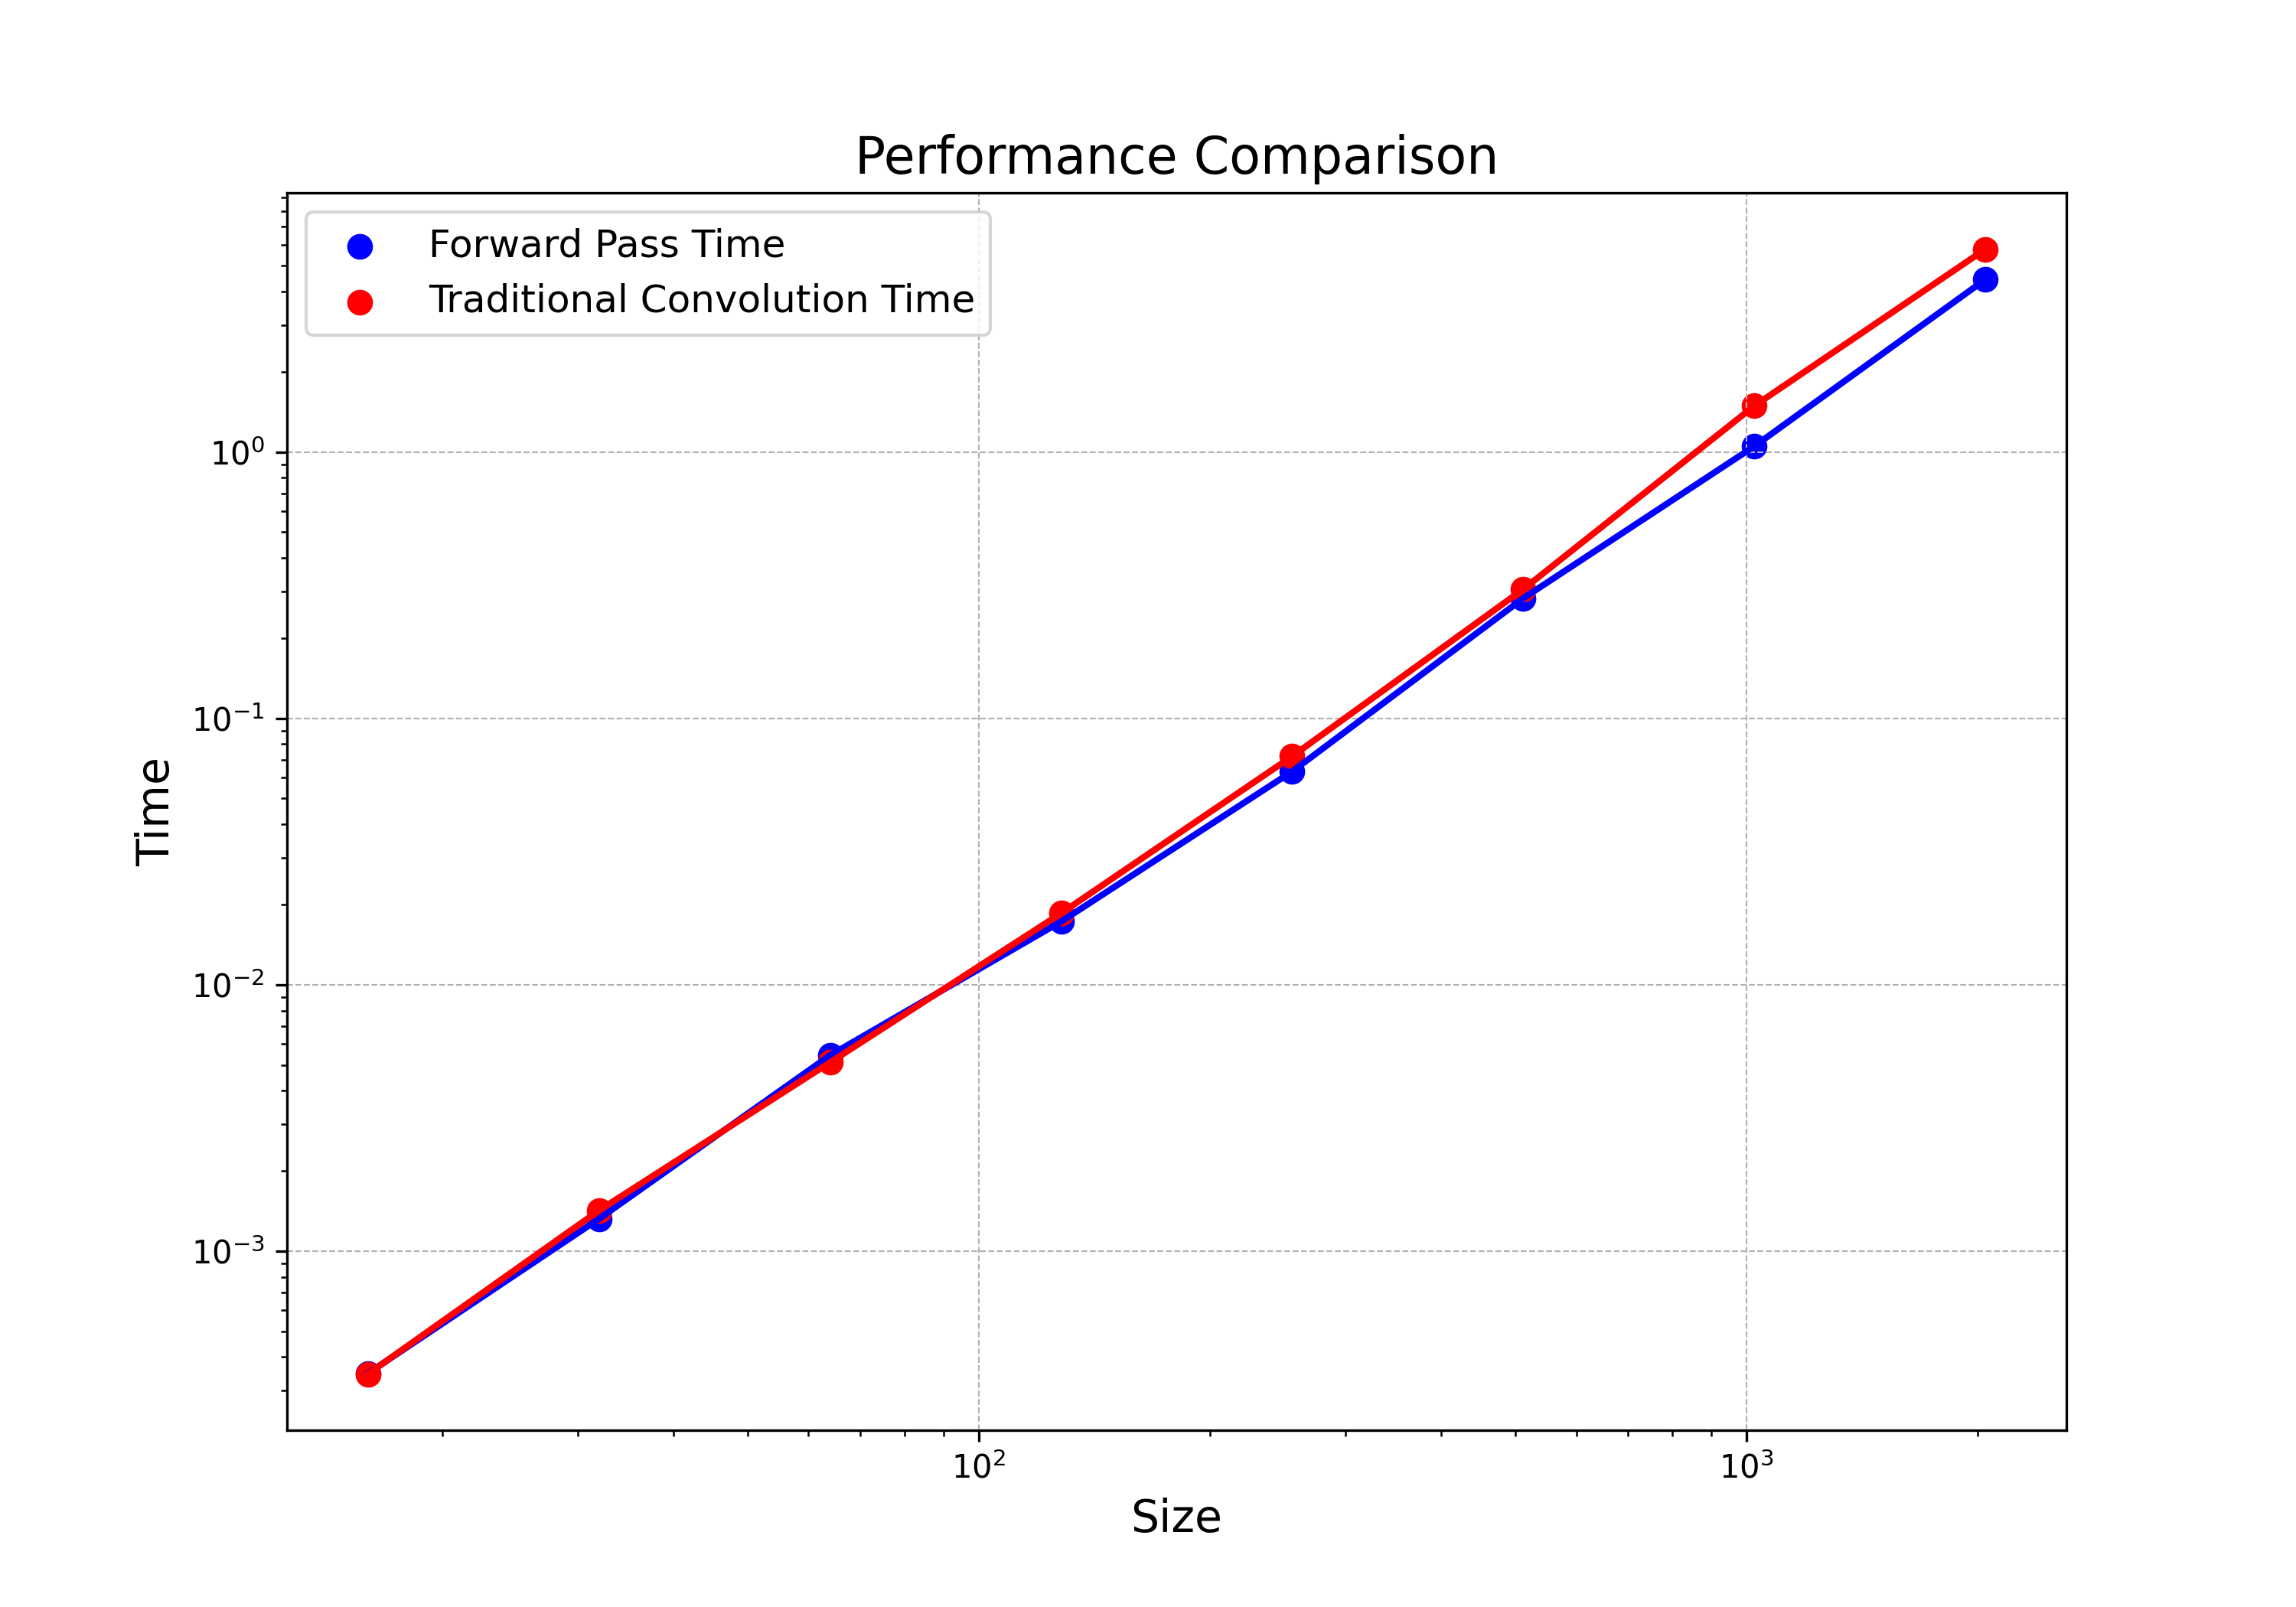 Performance Comparison
Forward Pass Time
Traditional Convolution Time
10⁰
10⁻¹
10⁻²
10⁻³
Time
10²
10³
Size